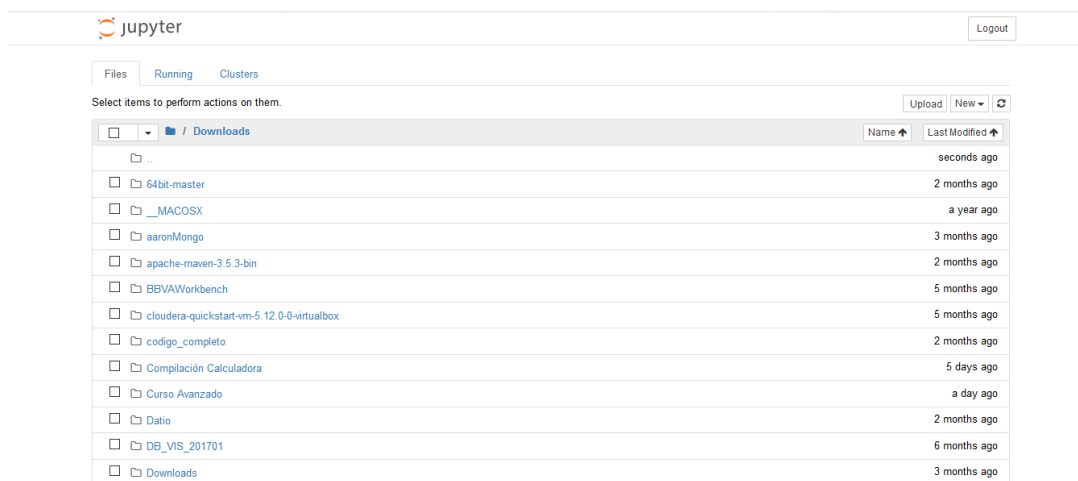 jupyter Logout
Files Running Clusters
Select items to perform actions on them. Upload New
/ Downloads Name Last Modified
.. seconds ago
64bit-master 2 months ago
__MACOSX a year ago
aaronMongo 3 months ago
apache-maven-3.5.3-bin 2 months ago
BBVAWorkbench 5 months ago
cloudera-quickstart-vm-5.12.0-0-virtualbox 5 months ago
codigo_completo 2 months ago
Compilación Calculadora 5 days ago
Curso Avanzado a day ago
Datio 2 months ago
DB_VIS_201701 6 months ago
Downloads 3 months ago